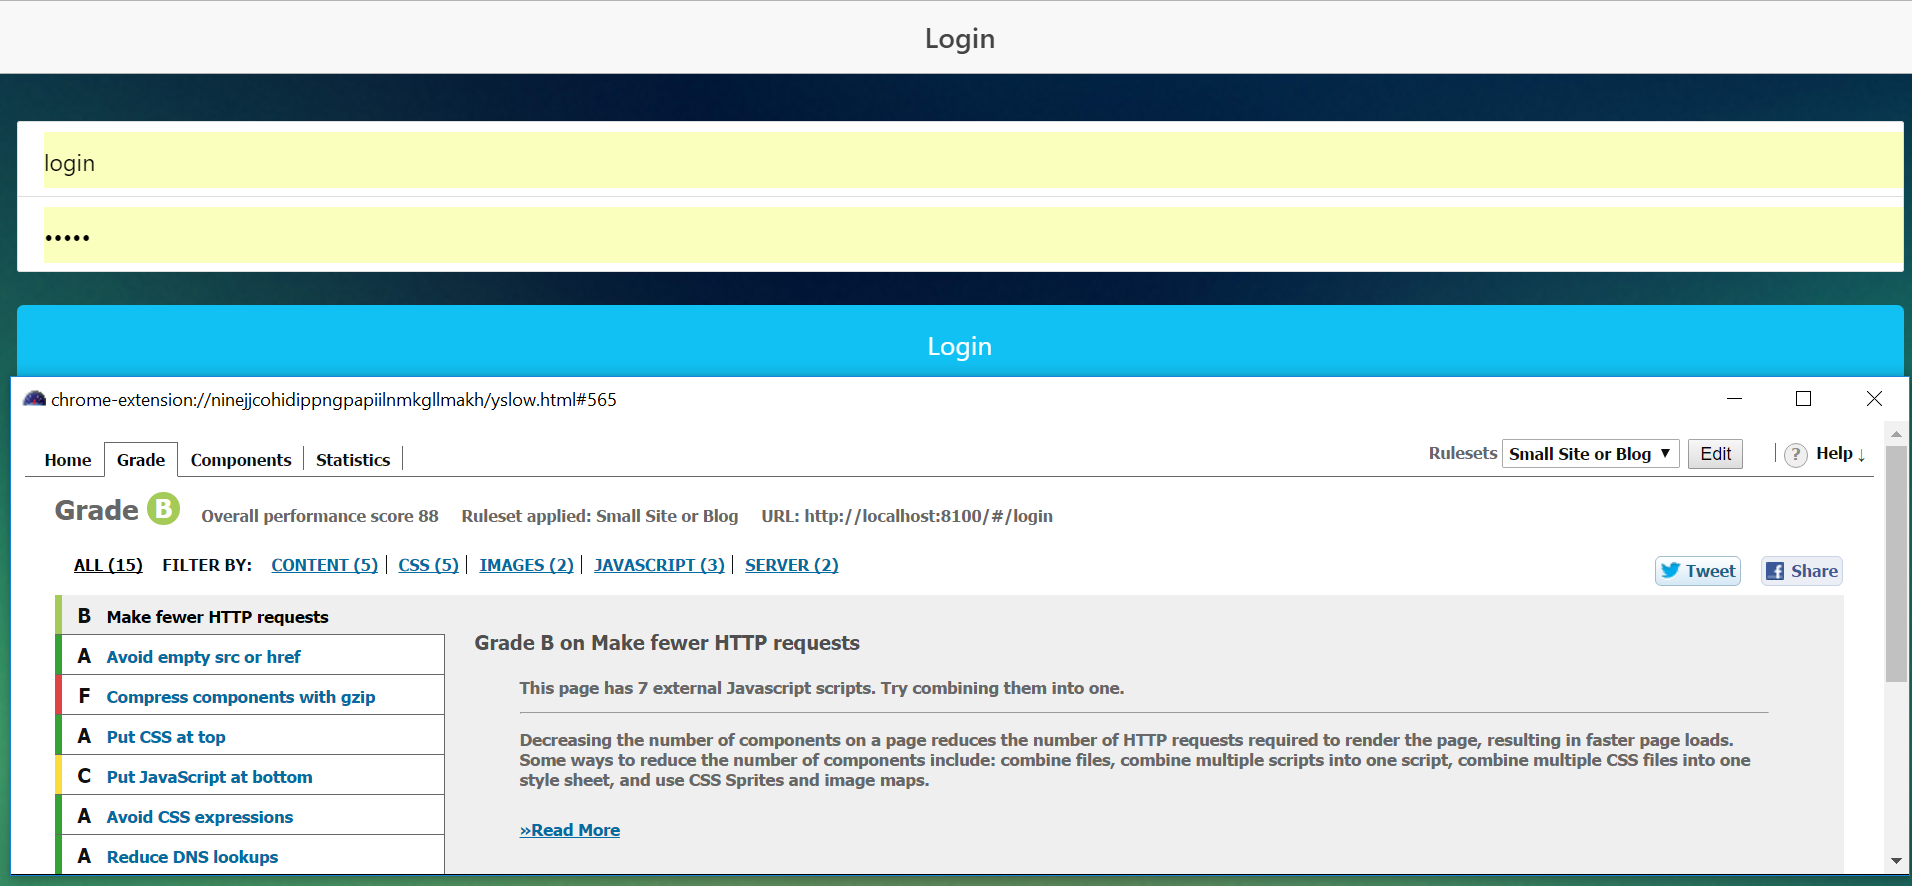 Login
login
•••••
Login
chrome-extension://ninejjcohidippngpapiilnmkgllmakh/yslow.html#565
Home Grade Components Statistics Rulesets Small Site or Blog ▼ Edit ? Help ↓
Grade B Overall performance score 88 Ruleset applied: Small Site or Blog URL: http://localhost:8100/#/login
ALL (15) FILTER BY: CONTENT (5) CSS (5) IMAGES (2) JAVASCRIPT (3) SERVER (2)
Tweet Share
B Make fewer HTTP requests
A Avoid empty src or href
F Compress components with gzip
A Put CSS at top
C Put JavaScript at bottom
A Avoid CSS expressions
A Reduce DNS lookups
Grade B on Make fewer HTTP requests
This page has 7 external Javascript scripts. Try combining them into one.
Decreasing the number of components on a page reduces the number of HTTP requests required to render the page, resulting in faster page loads.
Some ways to reduce the number of components include: combine files, combine multiple scripts into one script, combine multiple CSS files into one
style sheet, and use CSS Sprites and image maps.
»Read More